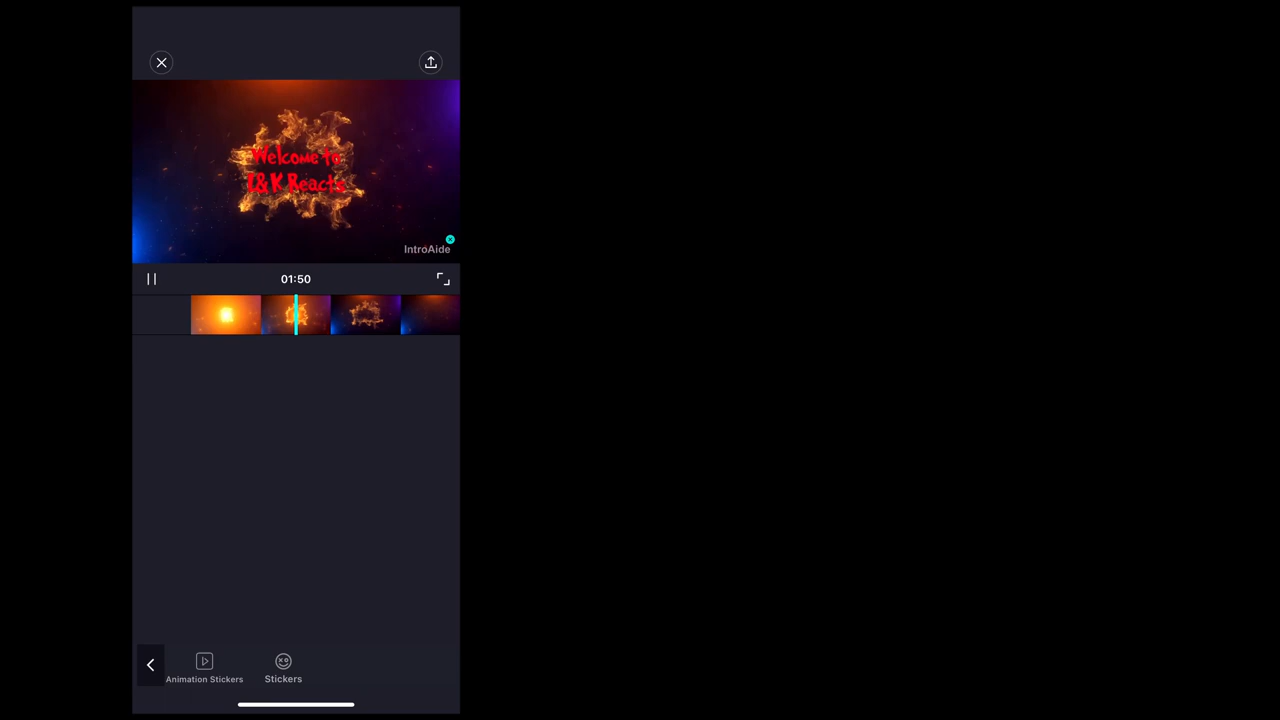 Welcome to
I&K Reacts
IntroAide
01:50
Animation Stickers
Stickers